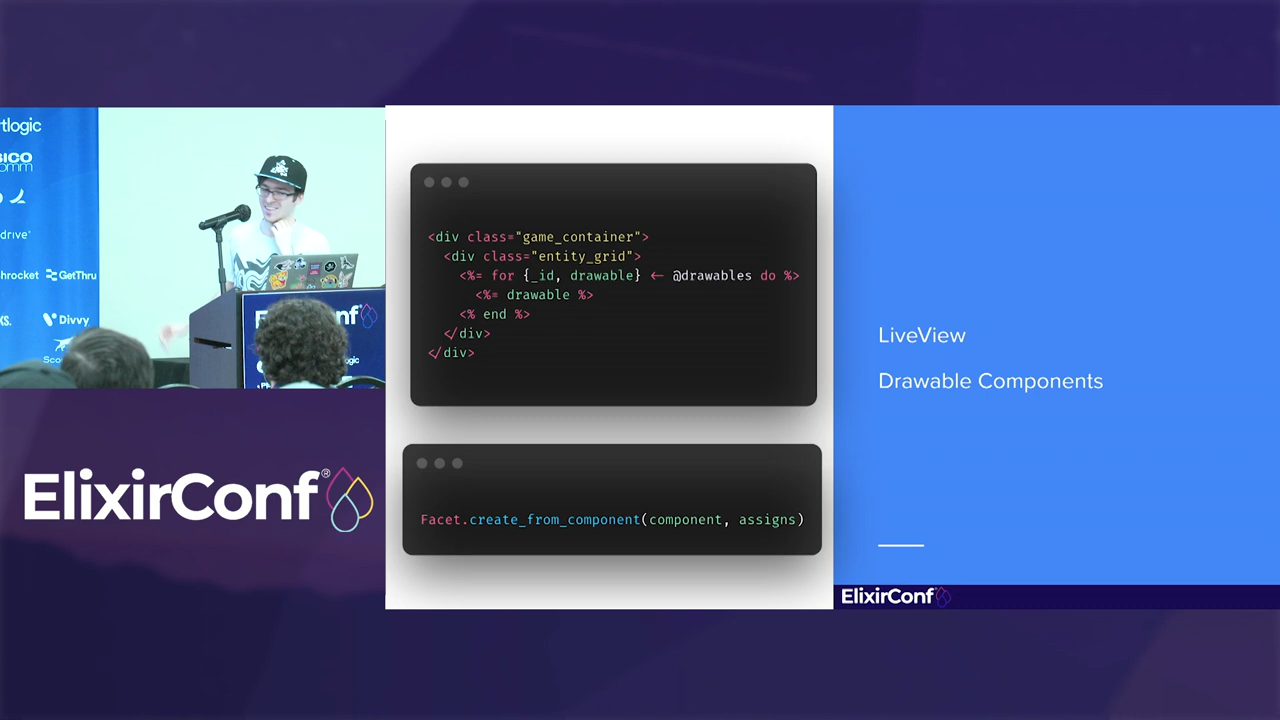 <div class="game_container">
<div class="entity_grid">
<%= for {_id, drawable} <- @drawables do %>
<%= drawable %>
<% end %>
</div>
</div>
Facet.create_from_component(component, assigns)
LiveView
Drawable Components
ElixirConf
ElixirConf®
GetThru
Divvy